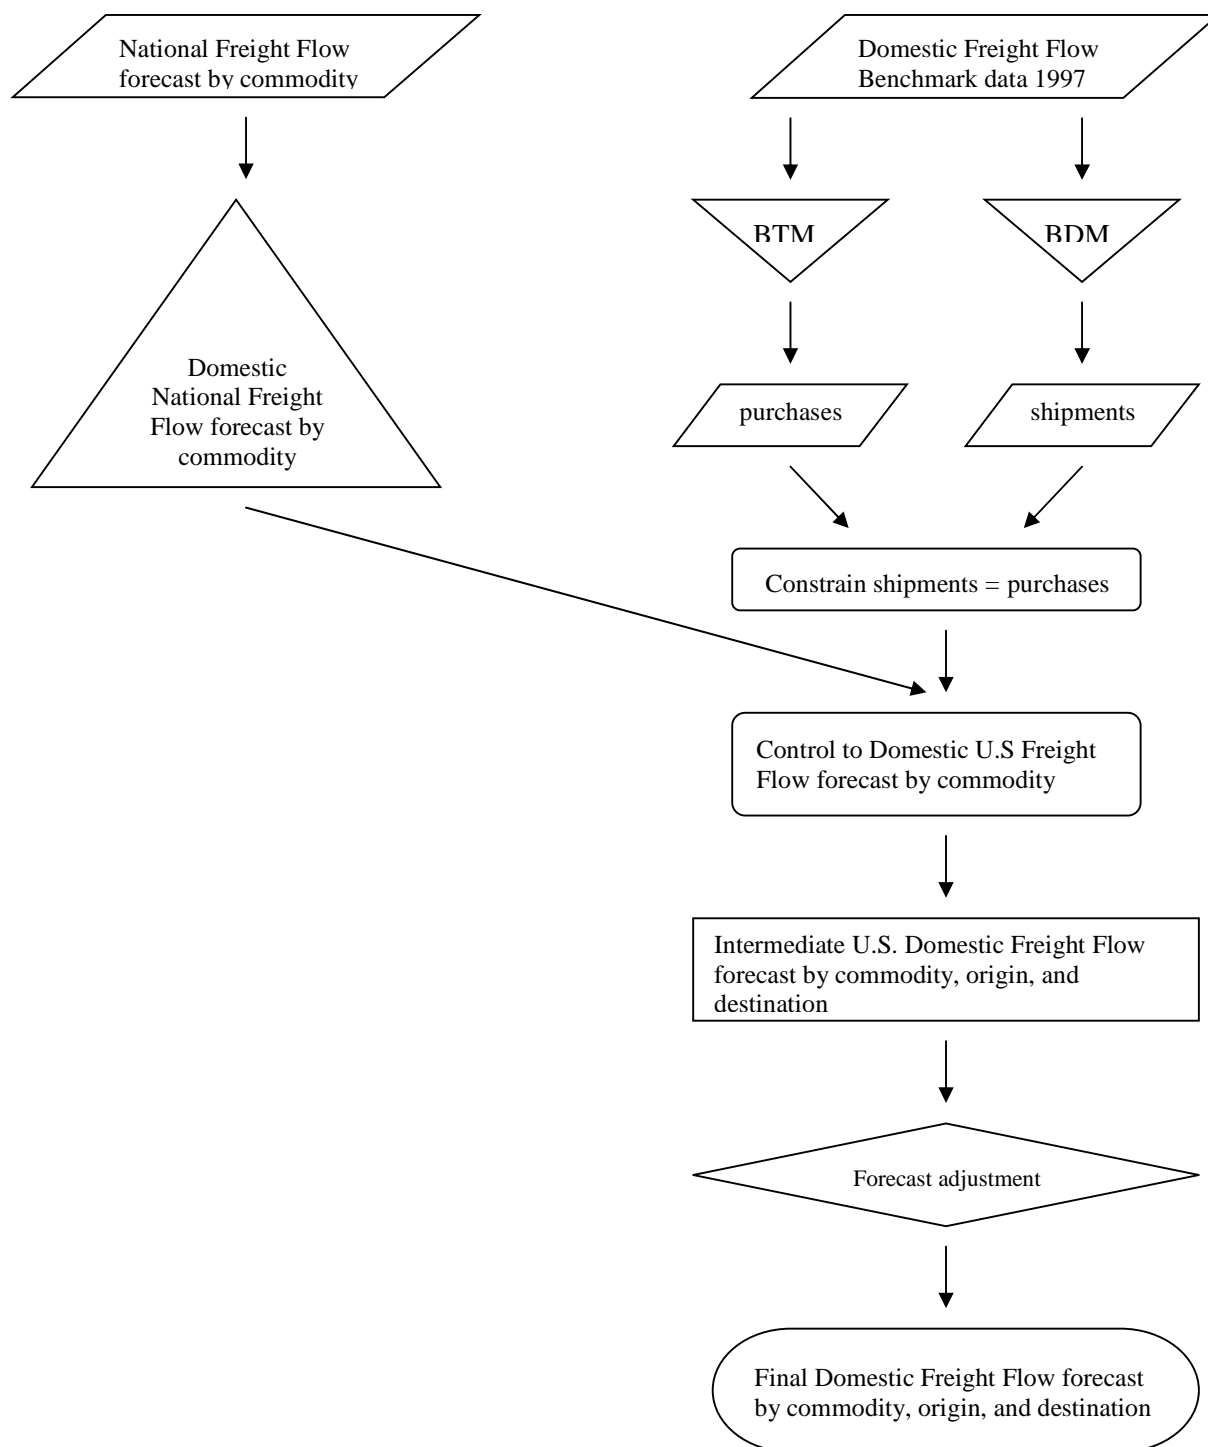 National Freight Flow
forecast by commodity
Domestic Freight Flow
Benchmark data 1997
BTM
BDM
Domestic
National Freight
Flow forecast by
commodity
purchases
shipments
Constrain shipments = purchases
Control to Domestic U.S Freight
Flow forecast by commodity
Intermediate U.S. Domestic Freight Flow
forecast by commodity, origin, and
destination
Forecast adjustment
Final Domestic Freight Flow forecast
by commodity, origin, and destination